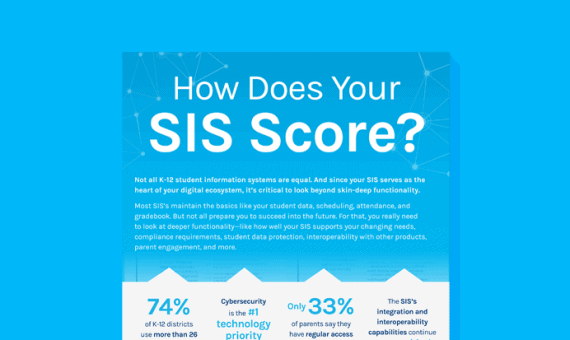 How Does Your
SIS Score?
Not all K-12 student information systems are equal. And since your SIS serves as the
heart of your digital ecosystem, it's critical to look beyond skin-deep functionality.
Most SIS's maintain the basics like your student data, scheduling, attendance, and
gradebook. But not all prepare you to succeed into the future. For that, you really need
to look at deeper functionality—like how well your SIS supports your changing needs,
compliance requirements, student data protection, interoperability with other products,
parent engagement, and more.
74%
of K-12 districts
use more than 26
Cybersecurity
is the #1
technology
priority
Only 33%
of parents say they
have regular access
The SIS's
integration and
interoperability
capabilities continue